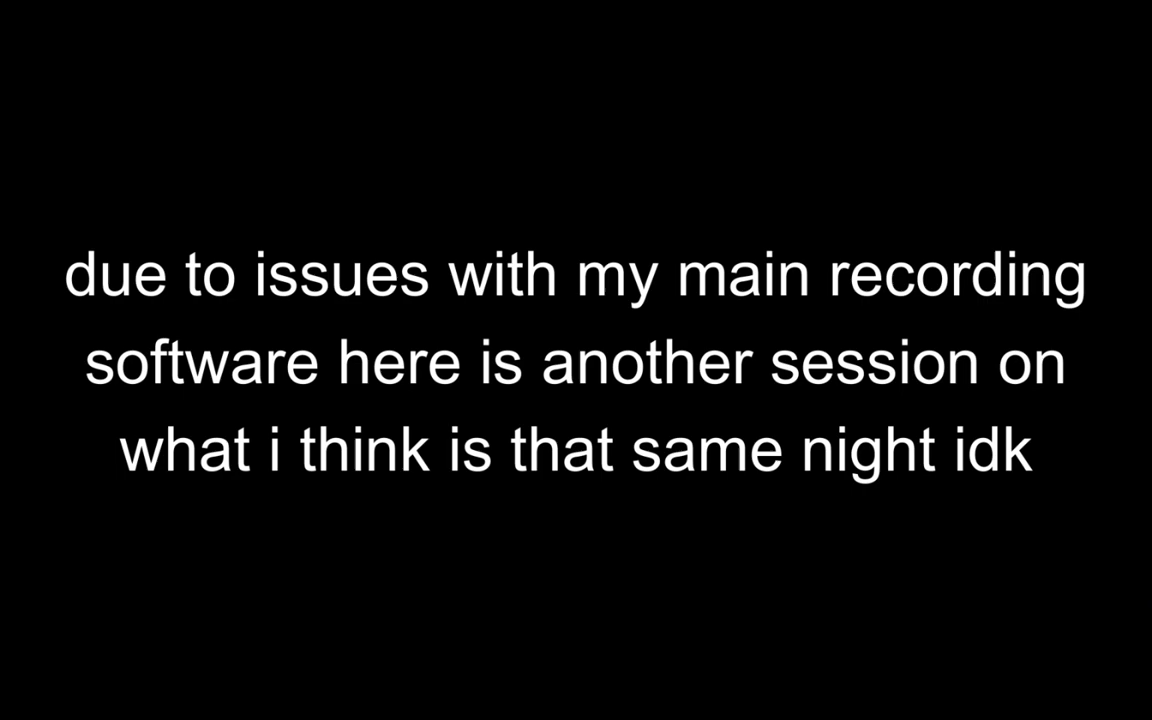 due to issues with my main recording
software here is another session on
what i think is that same night idk